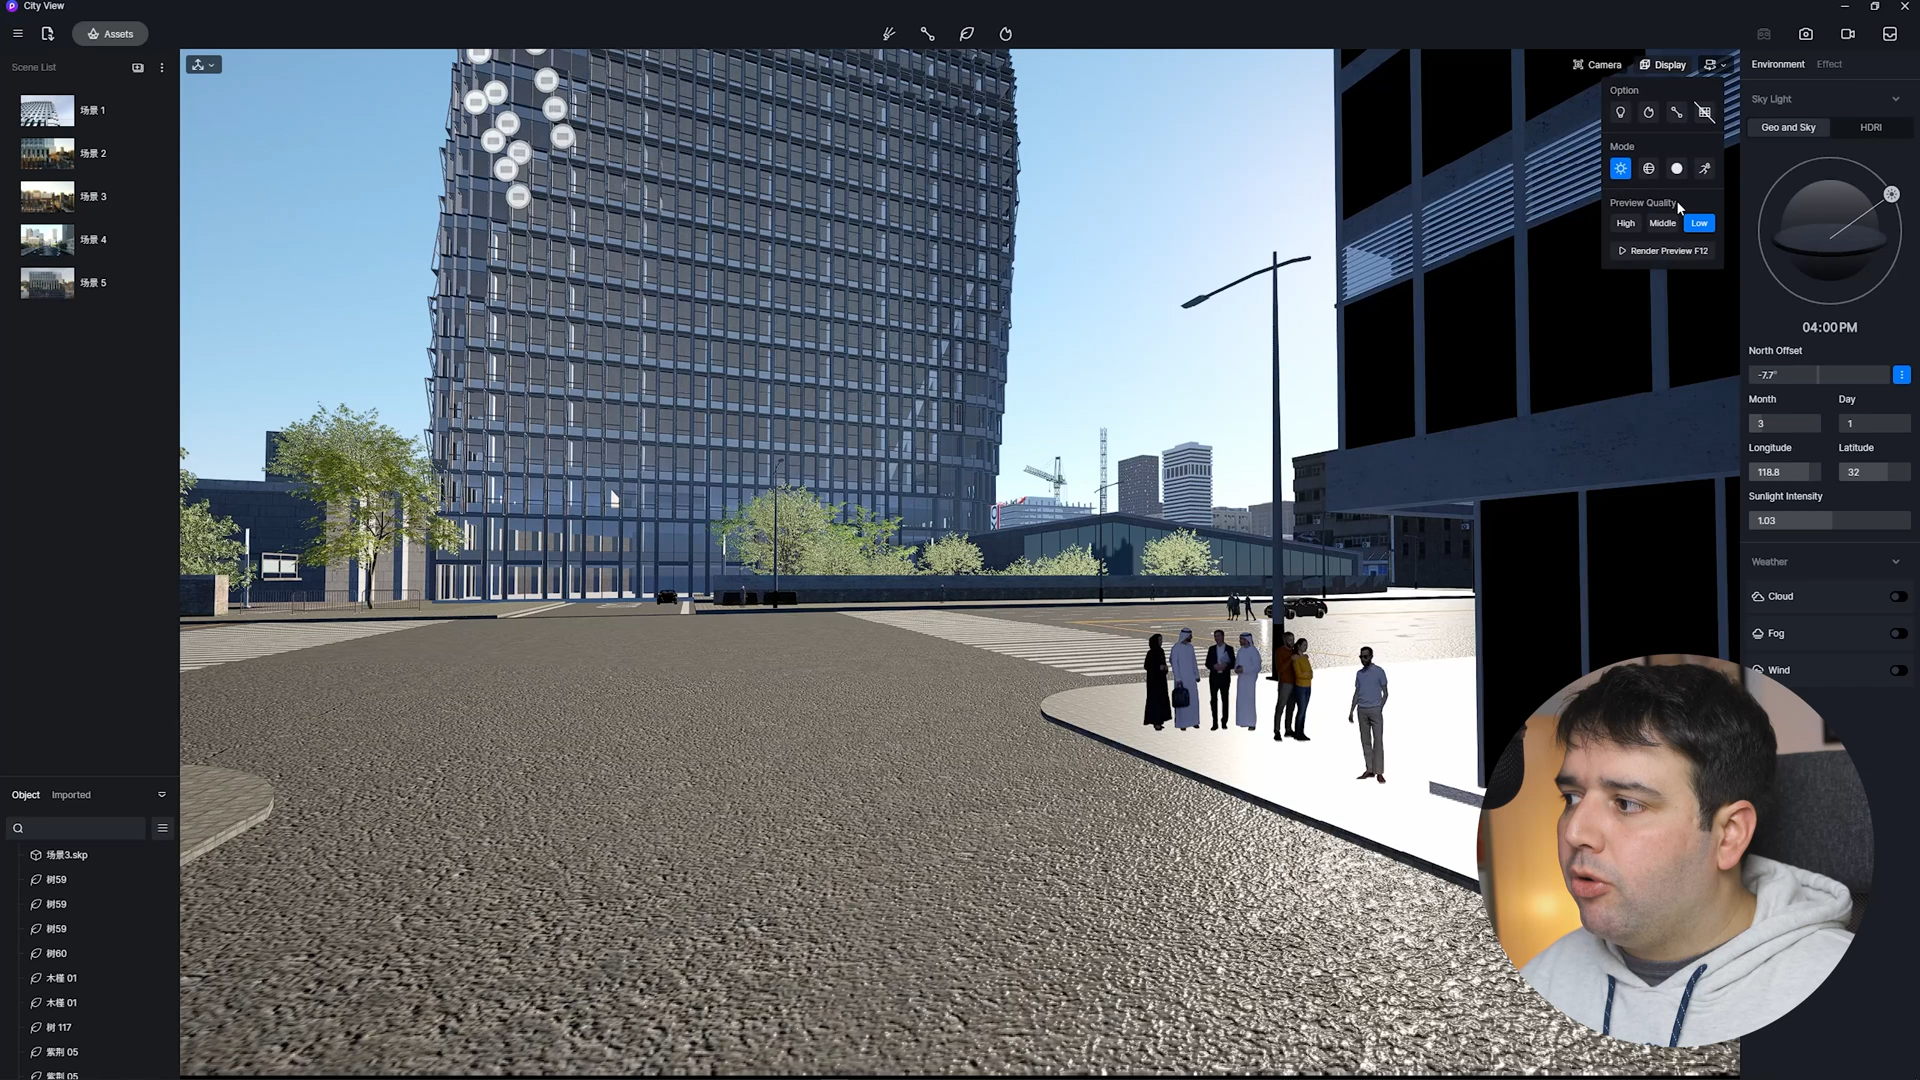 City View
Assets
Scene List
场景 1
场景 2
场景 3
场景 4
场景 5
Object
Imported
场景3.skp
树59
树59
树59
树60
木槿 01
木槿 01
树 117
紫荆 05
紫荆 05
Camera
Display
Option
Mode
Preview Quality
High
Middle
Low
Render Preview F12
Environment
Effect
Sky Light
Geo and Sky
HDRI
04:00PM
North Offset
-7.7°
Month
Day
3
1
Longitude
Latitude
118.8
32
Sunlight Intensity
1.03
Weather
Cloud
Fog
Wind